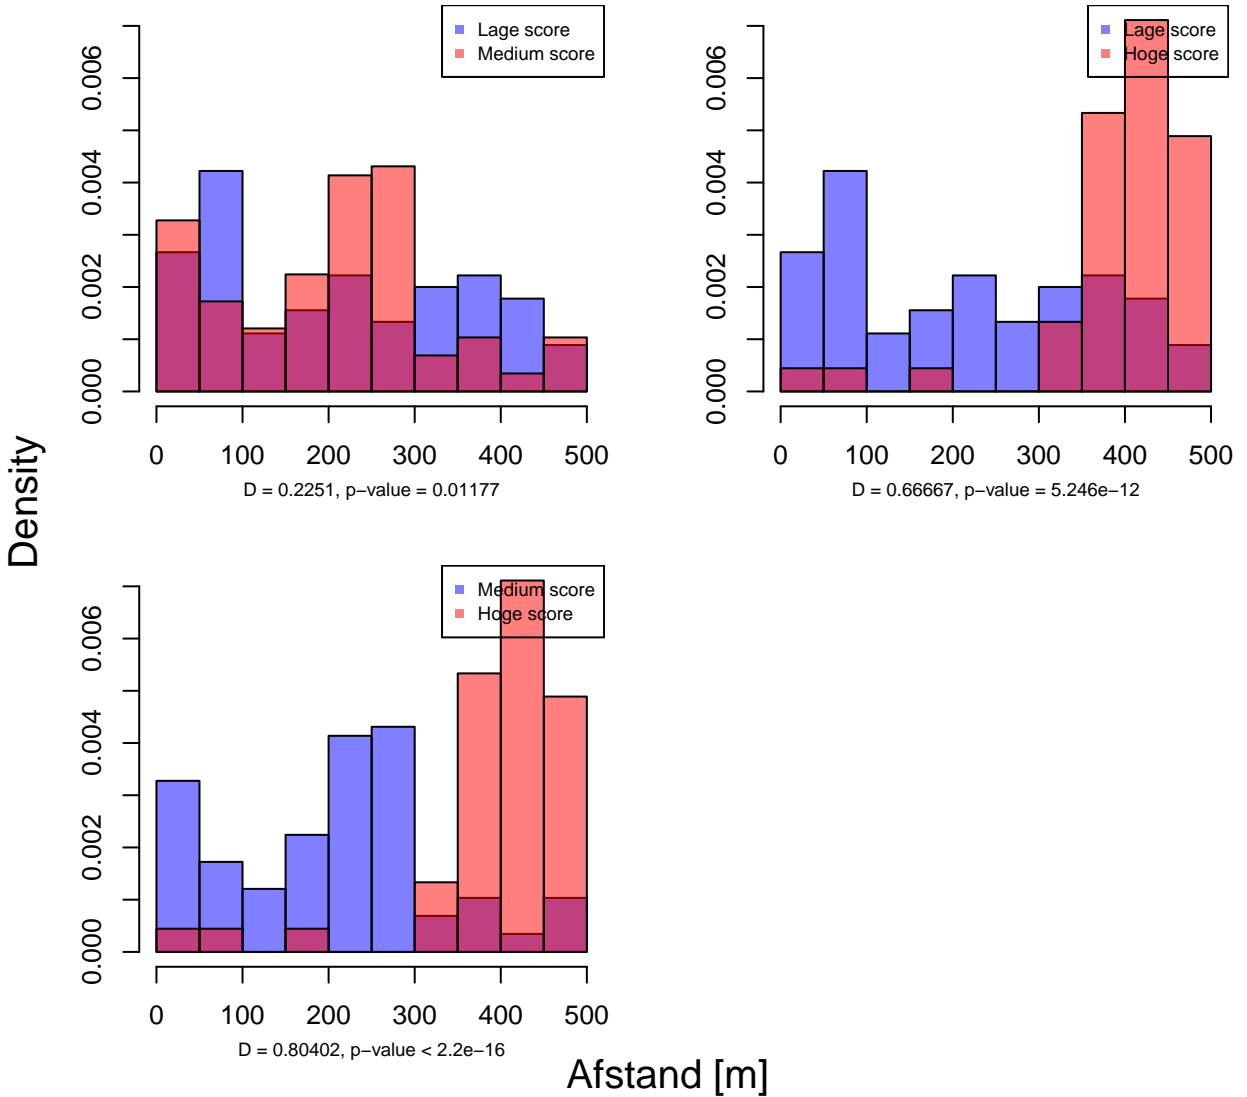 Lage score
Medium score
0.000 0.002 0.004 0.006
0 100 200 300 400 500
D = 0.2251, p−value = 0.01177
Lage score
Hoge score
0.000 0.002 0.004 0.006
0 100 200 300 400 500
D = 0.66667, p−value = 5.246e−12
Density
Medium score
Hoge score
0.000 0.002 0.004 0.006
0 100 200 300 400 500
D = 0.80402, p−value < 2.2e−16
Afstand [m]